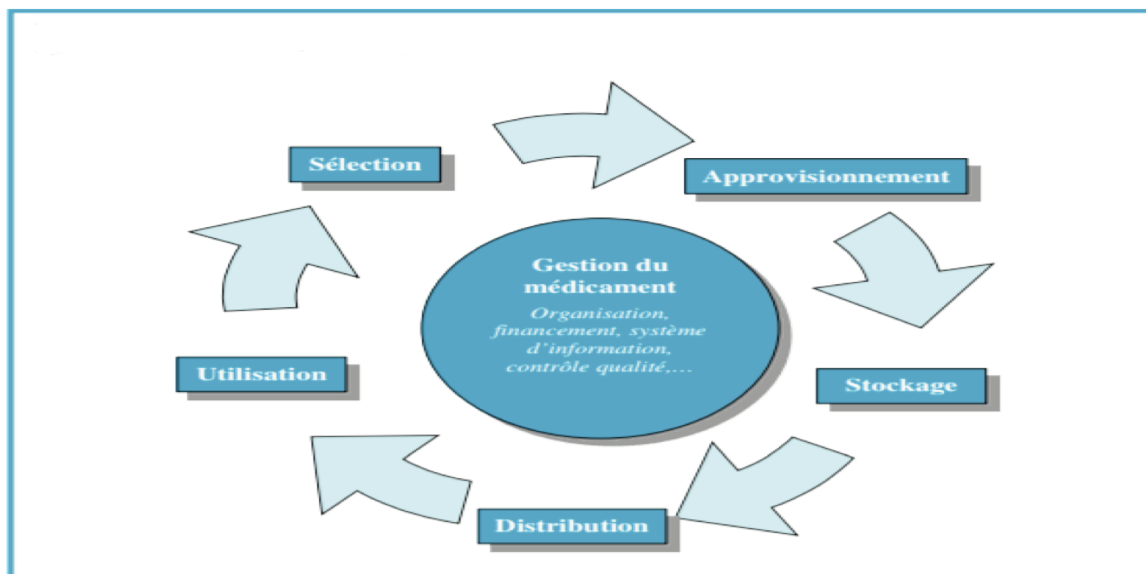 Sélection
Approvisionnement
Gestion du
médicament
Organisation,
financement, système
d'information,
contrôle qualité,...
Utilisation
Stockage
Distribution